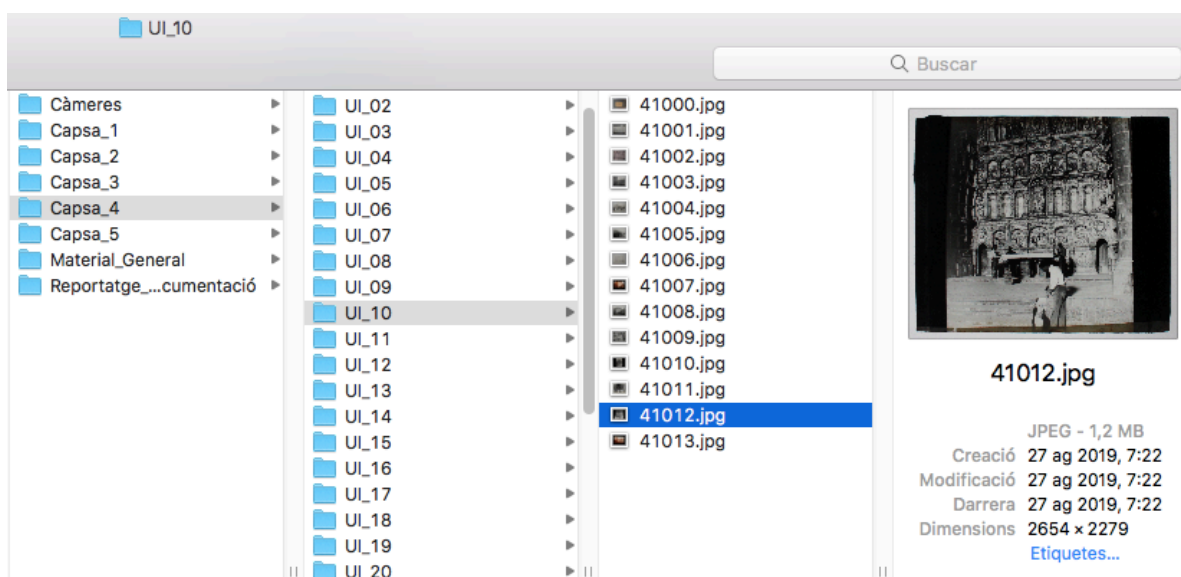 UI_10
Buscar
Càmeres
Capsa_1
Capsa_2
Capsa_3
Capsa_4
Capsa_5
Material_General
Reportatge_...cumentació
UI_02
UI_03
UI_04
UI_05
UI_06
UI_07
UI_08
UI_09
UI_10
UI_11
UI_12
UI_13
UI_14
UI_15
UI_16
UI_17
UI_18
UI_19
UI_20
41000.jpg
41001.jpg
41002.jpg
41003.jpg
41004.jpg
41005.jpg
41006.jpg
41007.jpg
41008.jpg
41009.jpg
41010.jpg
41011.jpg
41012.jpg
41013.jpg
41012.jpg
JPEG - 1,2 MB
Creació 27 ag 2019, 7:22
Modificació 27 ag 2019, 7:22
Darrera 27 ag 2019, 7:22
Dimensions 2654 × 2279
Etiquetes...